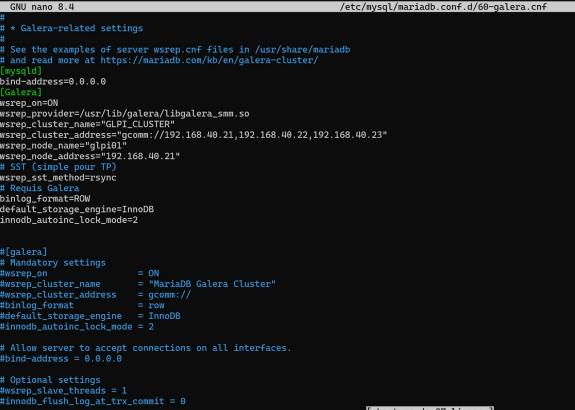 GNU nano 8.4 /etc/mysql/mariadb.conf.d/60-galera.cnf
#
# * Galera-related settings
#
# See the examples of server wsrep.cnf files in /usr/share/mariadb
# and read more at https://mariadb.com/kb/en/galera-cluster/
[mysqld]
bind-address=0.0.0.0
[Galera]
wsrep_on=ON
wsrep_provider=/usr/lib/galera/libgalera_smm.so
wsrep_cluster_name="GLPI_CLUSTER"
wsrep_cluster_address="gcomm://192.168.40.21,192.168.40.22,192.168.40.23"
wsrep_node_name="glpi01"
wsrep_node_address="192.168.40.21"
# SST (simple pour TP)
wsrep_sst_method=rsync
# Requis Galera
binlog_format=ROW
default_storage_engine=InnoDB
innodb_autoinc_lock_mode=2
#[galera]
# Mandatory settings
#wsrep_on = ON
#wsrep_cluster_name = "MariaDB Galera Cluster"
#wsrep_cluster_address = gcomm://
#binlog_format = row
#default_storage_engine = InnoDB
#innodb_autoinc_lock_mode = 2
# Allow server to accept connections on all interfaces.
#bind-address = 0.0.0.0
# Optional settings
#wsrep_slave_threads = 1
#innodb_flush_log_at_trx_commit = 0